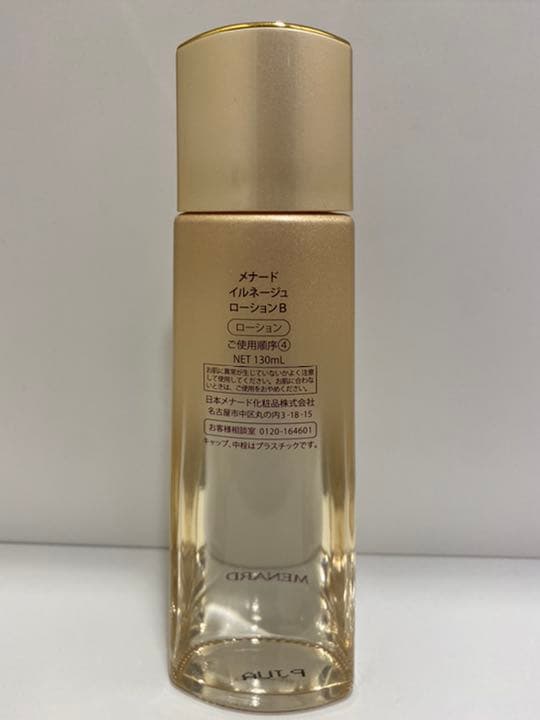 メナード
イルネージュ
ローションB
ローション
ご使用順序④
NET 130mL
お肌に異常が生じていないかよく注意
して使用してください。お肌に合わな
いときは、ご使用をおやめください。
日本メナード化粧品株式会社
名古屋市中区丸の内3-18-15
お客様相談室 0120-164601
キャップ、中栓はプラスチックです。
MENARD